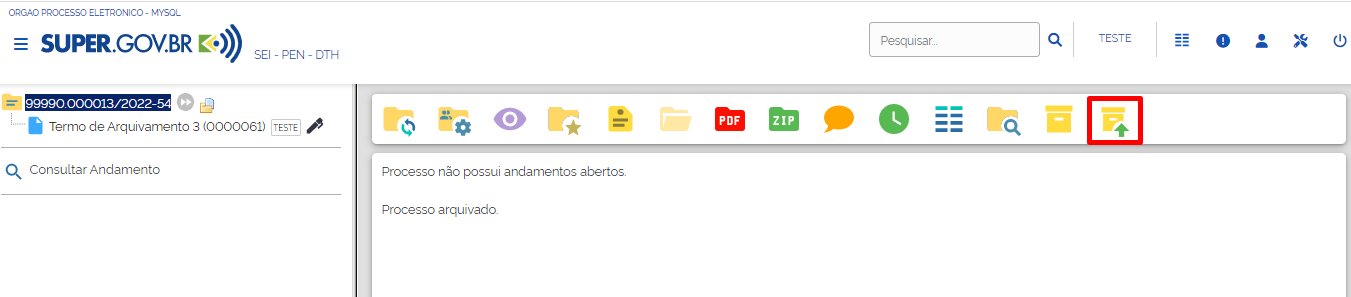 ORGAO PROCESSO ELETRONICO - MYSQL
SUPER.GOV.BR
SEI - PEN - DTH
Pesquisar...
TESTE
99990.000013/2022-54
Termo de Arquivamento 3 (0000061) TESTE
Consultar Andamento
PDF
ZIP
Processo não possui andamentos abertos.
Processo arquivado.